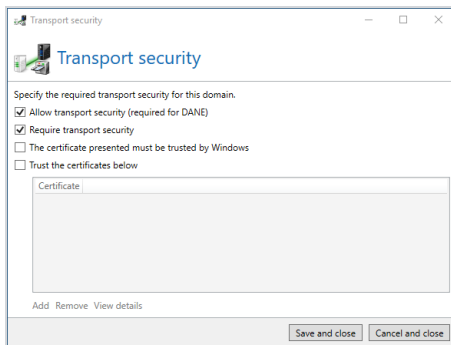 Transport security
Transport security
Specify the required transport security for this domain.
Allow transport security (required for DANE)
Require transport security
The certificate presented must be trusted by Windows
Trust the certificates below
Certificate
Add Remove View details
Save and close Cancel and close